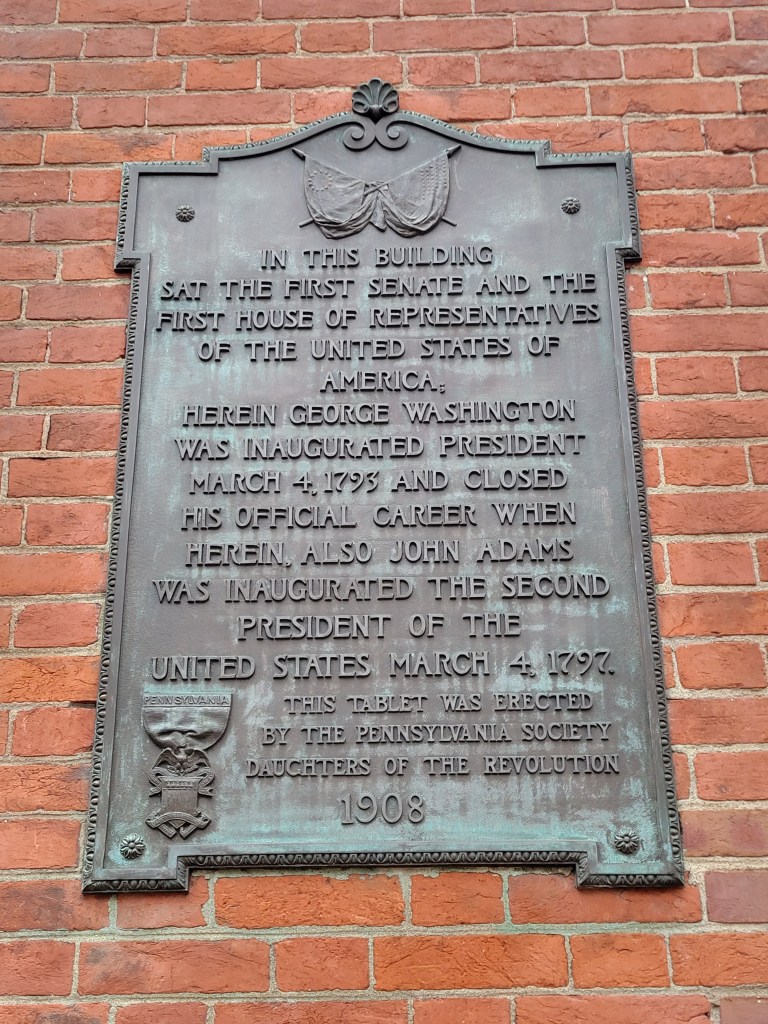 IN THIS BUILDING
SAT THE FIRST SENATE AND THE
FIRST HOUSE OF REPRESENTATIVES
OF THE UNITED STATES OF
AMERICA;
HEREIN GEORGE WASHINGTON
WAS INAUGURATED PRESIDENT
MARCH 4, 1793 AND CLOSED
HIS OFFICIAL CAREER WHEN
HEREIN, ALSO JOHN ADAMS
WAS INAUGURATED THE SECOND
PRESIDENT OF THE
UNITED STATES MARCH 4, 1797.
PENNSYLVANIA
THIS TABLET WAS ERECTED
BY THE PENNSYLVANIA SOCIETY
DAUGHTERS OF THE REVOLUTION
1908